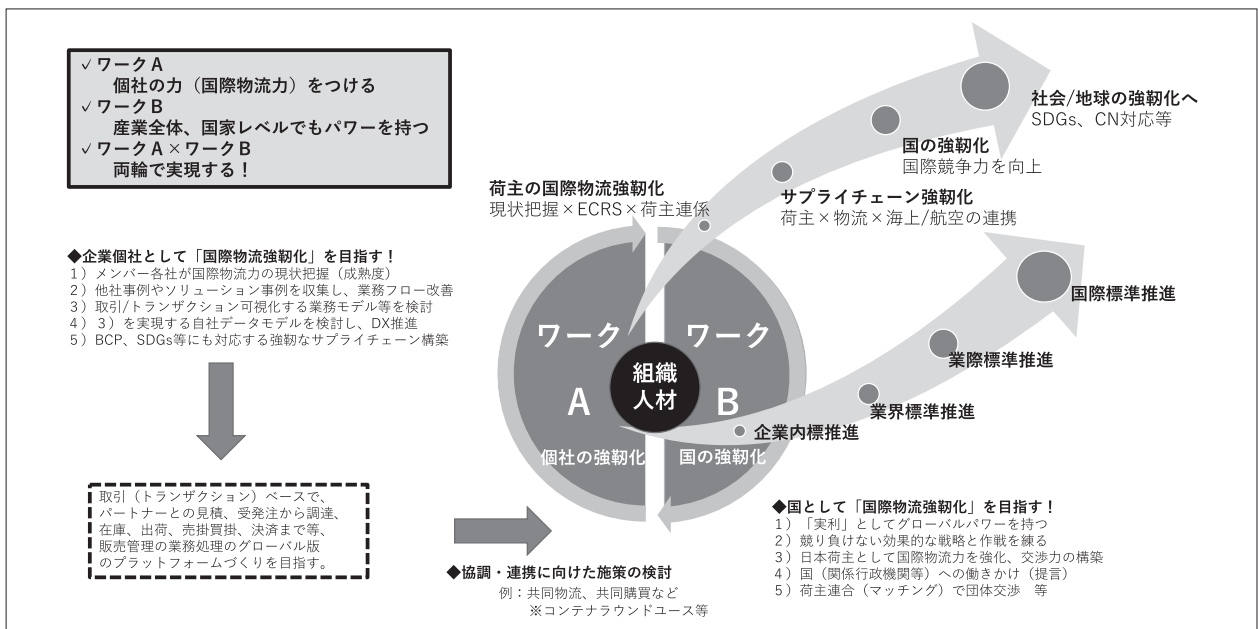 ✓ワークA
個社の力（国際物流力）をつける
✓ワークB
産業全体、国家レベルでもパワーを持つ
✓ワークA×ワークB
両輪で実現する！
◆企業個社として「国際物流強靭化」を目指す！
1）メンバー各社が国際物流力の現状把握（成熟度）
2）他社事例やソリューション事例を収集し、業務フロー改善
3）取引/トランザクション可視化する業務モデル等を検討
4）3）を実現する自社データモデルを検討し、DX推進
5）BCP、SDGs等にも対応する強靭なサプライチェーン構築
取引（トランザクション）ベースで、
パートナーとの見積、受発注から調達、
在庫、出荷、売掛買掛、決済まで等、
販売管理の業務処理のグローバル版
のプラットフォームづくりを目指す。
◆協調・連携に向けた施策の検討
例：共同物流、共同購買など
※コンテナラウンドユース等
荷主の国際物流強靭化
現状把握×ECRS×荷主連係
サプライチェーン強靭化
荷主×物流×海上/航空の連携
国の強靭化
国際競争力を向上
社会/地球の強靭化へ
SDGs、CN対応等
ワーク
A
個社の強靭化
組織
人材
ワーク
B
国の強靭化
企業内標推進
業界標準推進
業際標準推進
国際標準推進
◆国として「国際物流強靭化」を目指す！
1）「実利」としてグローバルパワーを持つ
2）競り負けない効果的な戦略と作戦を練る
3）日本荷主として国際物流力を強化、交渉力の構築
4）国（関係行政機関等）への働きかけ（提言）
5）荷主連合（マッチング）で団体交渉　等